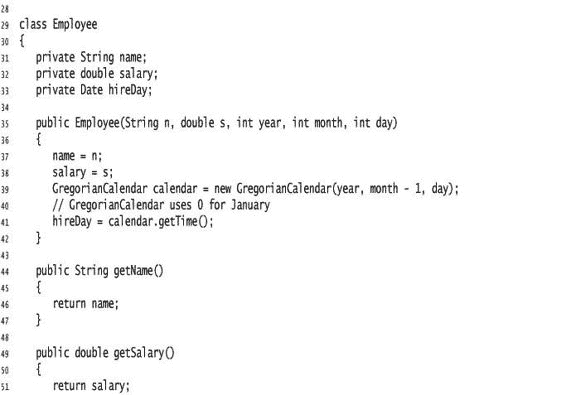 28
29 class Employee
30 {
31    private String name;
32    private double salary;
33    private Date hireDay;
34
35    public Employee(String n, double s, int year, int month, int day)
36    {
37       name = n;
38       salary = s;
39       GregorianCalendar calendar = new GregorianCalendar(year, month - 1, day);
40       // GregorianCalendar uses 0 for January
41       hireDay = calendar.getTime();
42    }
43
44    public String getName()
45    {
46       return name;
47    }
48
49    public double getSalary()
50    {
51       return salary;